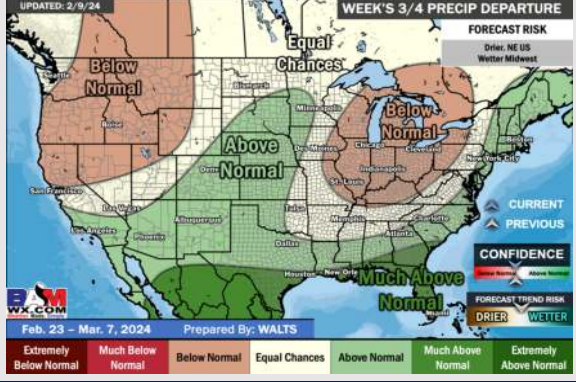 UPDATED: 2/9/24
WEEK'S 3/4 PRECIP DEPARTURE
FORECAST RISK
Drier, NE US
Wetter Midwest
Equal
Chances
Below
Normal
Seattle
Bismarck
Minneapolis
Boise
Below
Normal
Above
Normal
Des Moines
Chicago
Cleveland
Boston
New York City
Indianapolis
St. Louis
San Francisco
Las Vegas
Tulsa
Memphis
Charlotte
Los Angeles
Phoenix
Albuquerque
Atlanta
Dallas
CURRENT
PREVIOUS
Houston
New Orle
Much Above
Normal
Miami
CONFIDENCE
Below Normal
Above Normal
FORECAST TREND RISK
DRIER
WETTER
BAM
WX.COM
Feb. 23 – Mar. 7, 2024
Prepared By: WALTS
Extremely
Below Normal
Much Below
Normal
Below Normal
Equal Chances
Above Normal
Much Above
Normal
Extremely
Above Normal